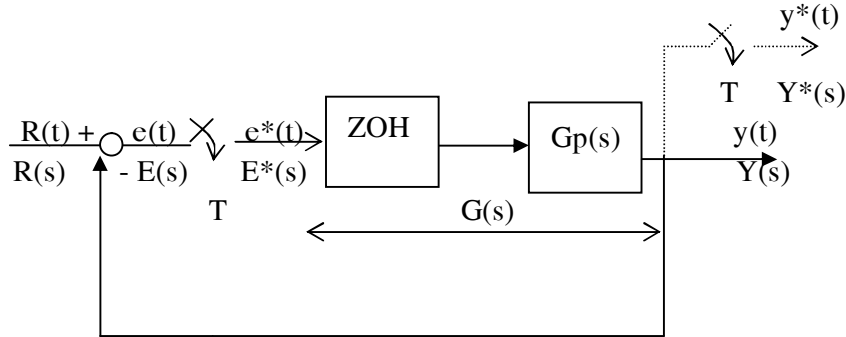 y*(t)
T Y*(s)
R(t) + e(t) e*(t) ZOH Gp(s) y(t)
R(s) - E(s) E*(s) Y(s)
T G(s)